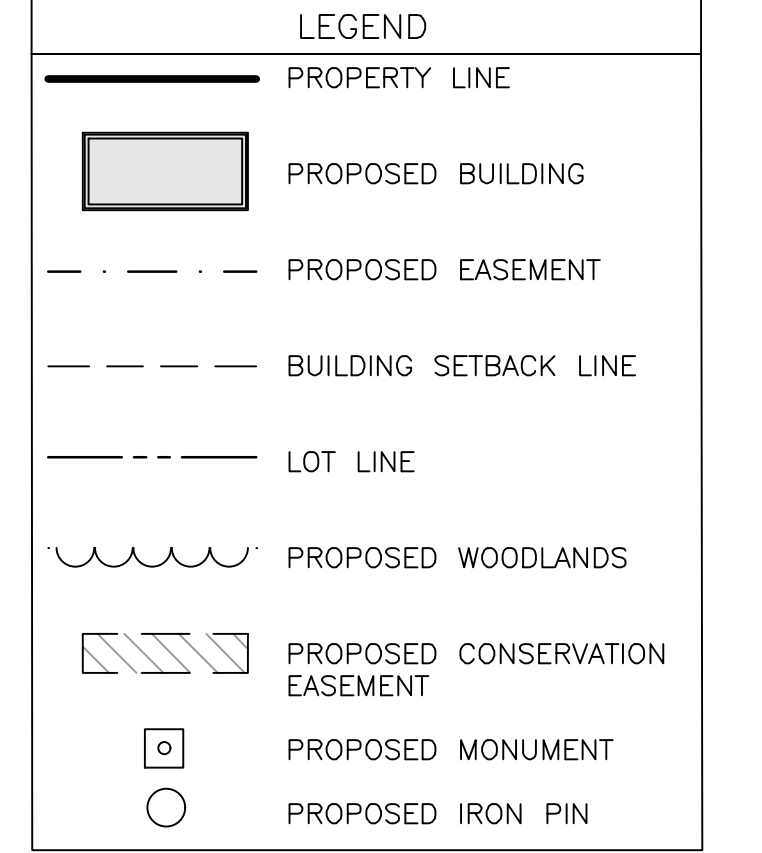 LEGEND
PROPERTY LINE
PROPOSED BUILDING
PROPOSED EASEMENT
BUILDING SETBACK LINE
LOT LINE
PROPOSED WOODLANDS
PROPOSED CONSERVATION
EASEMENT
PROPOSED MONUMENT
PROPOSED IRON PIN